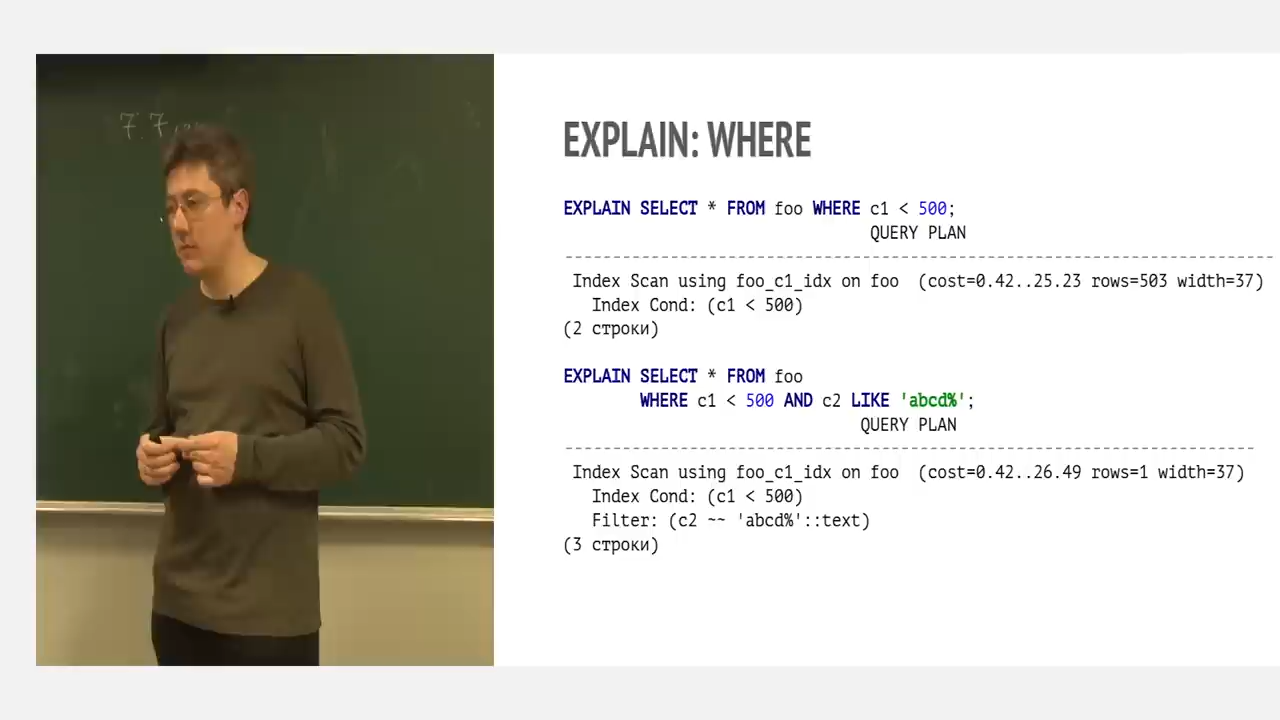 7.7
EXPLAIN: WHERE
EXPLAIN SELECT * FROM foo WHERE c1 < 500;
QUERY PLAN
--------------------------------------------------------------------------
Index Scan using foo_c1_idx on foo (cost=0.42..25.23 rows=503 width=37)
Index Cond: (c1 < 500)
(2 строки)
EXPLAIN SELECT * FROM foo
WHERE c1 < 500 AND c2 LIKE 'abcd%';
QUERY PLAN
------------------------------------------------------------------------
Index Scan using foo_c1_idx on foo (cost=0.42..26.49 rows=1 width=37)
Index Cond: (c1 < 500)
Filter: (c2 ~~ 'abcd%'::text)
(3 строки)